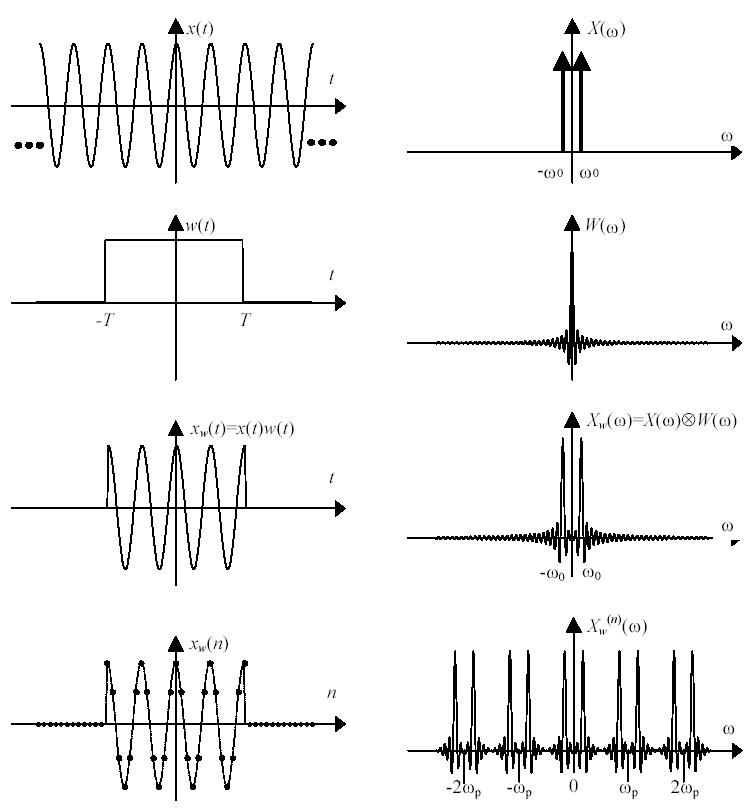 x(t)
X(ω)
t
ω
-ω0 ω0
w(t)
W(ω)
t
ω
-T T
xw(t)=x(t)w(t)
Xw(ω)=X(ω)⊗W(ω)
t
ω
-ω0 ω0
xw(n)
Xw(n)(ω)
n
ω
-2ωp -ωp 0 ωp 2ωp